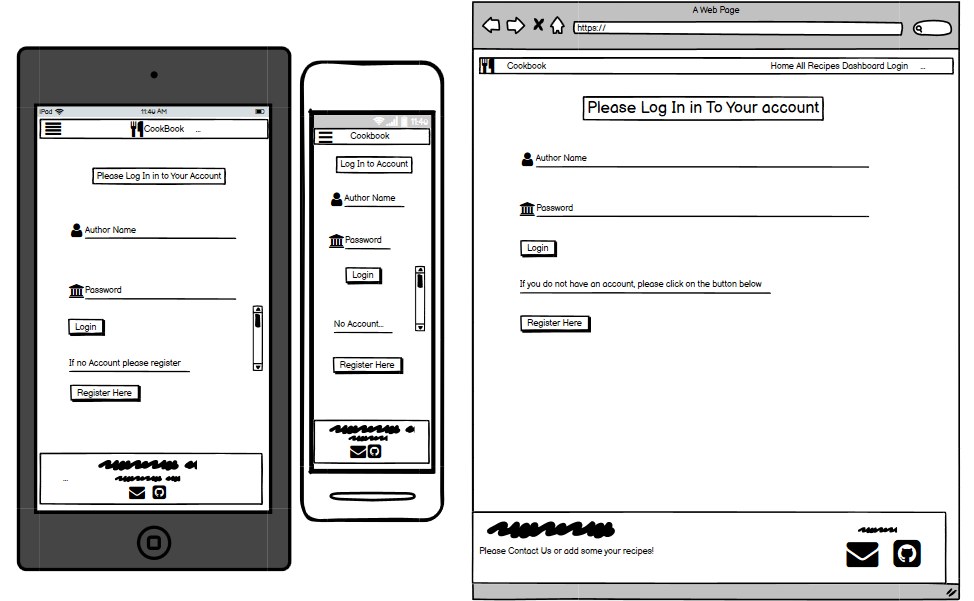 iPod 11:40 AM
CookBook ...
Please Log In in to Your Account
Author Name
Password
Login
If no Account please register
Register Here
...
11:40
Cookbook
Log In to Account
Author Name
Password
Login
No Account...
Register Here
A Web Page
https://
Cookbook Home All Recipes Dashboard Login ...
Please Log In in To Your account
Author Name
Password
Login
If you do not have an account, please click on the button below
Register Here
Please Contact Us or add some your recipes!